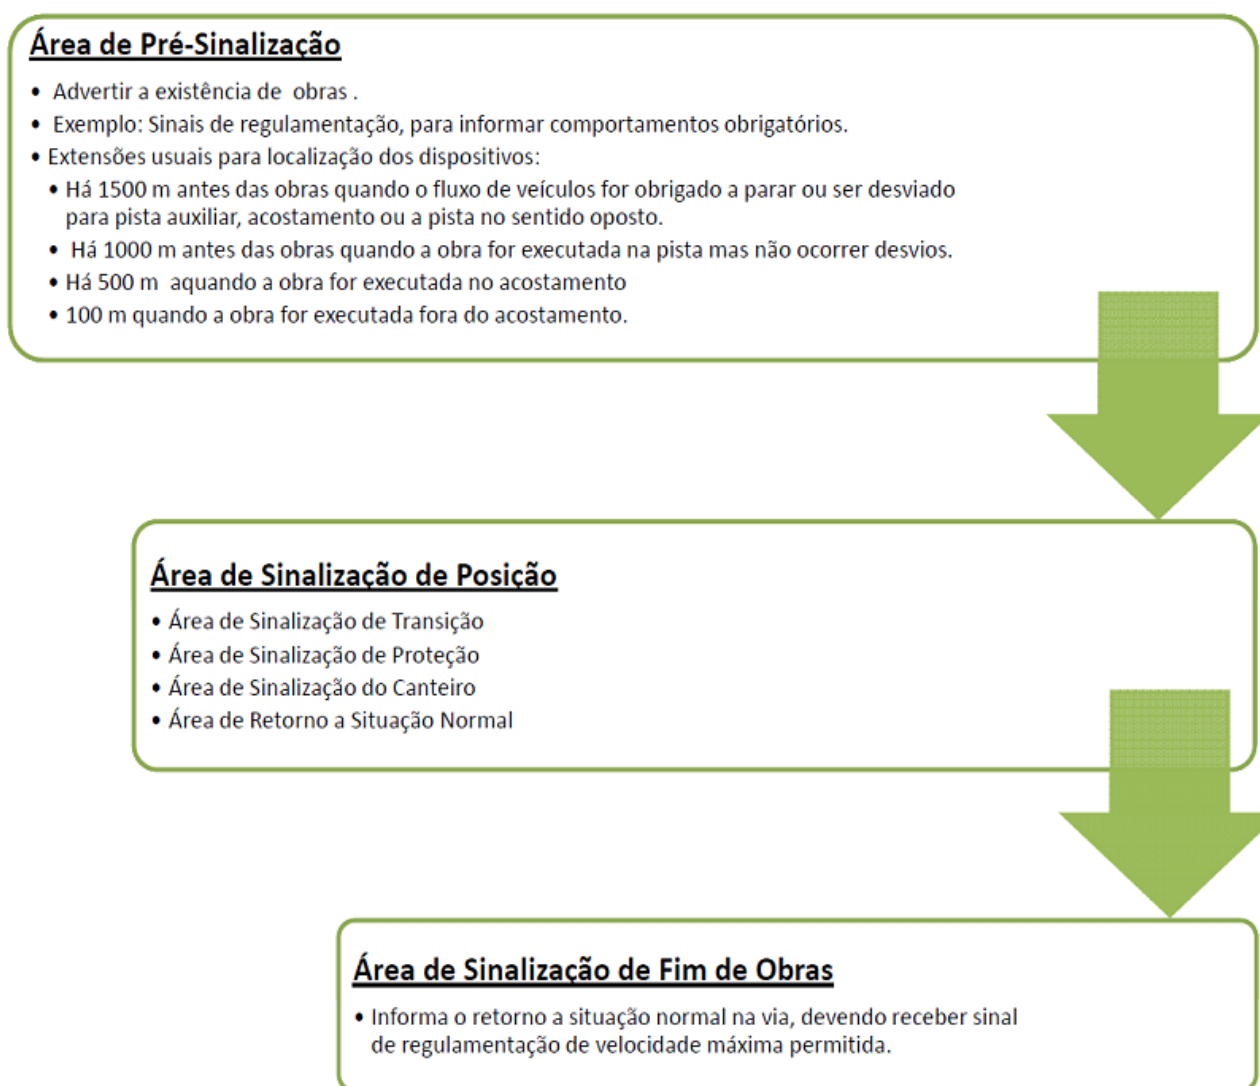 Área de Pré-Sinalização
• Advertir a existência de obras .
• Exemplo: Sinais de regulamentação, para informar comportamentos obrigatórios.
• Extensões usuais para localização dos dispositivos:
• Há 1500 m antes das obras quando o fluxo de veículos for obrigado a parar ou ser desviado
para pista auxiliar, acostamento ou a pista no sentido oposto.
• Há 1000 m antes das obras quando a obra for executada na pista mas não ocorrer desvios.
• Há 500 m aquando a obra for executada no acostamento
• 100 m quando a obra for executada fora do acostamento.
Área de Sinalização de Posição
• Área de Sinalização de Transição
• Área de Sinalização de Proteção
• Área de Sinalização do Canteiro
• Área de Retorno a Situação Normal
Área de Sinalização de Fim de Obras
• Informa o retorno a situação normal na via, devendo receber sinal
de regulamentação de velocidade máxima permitida.